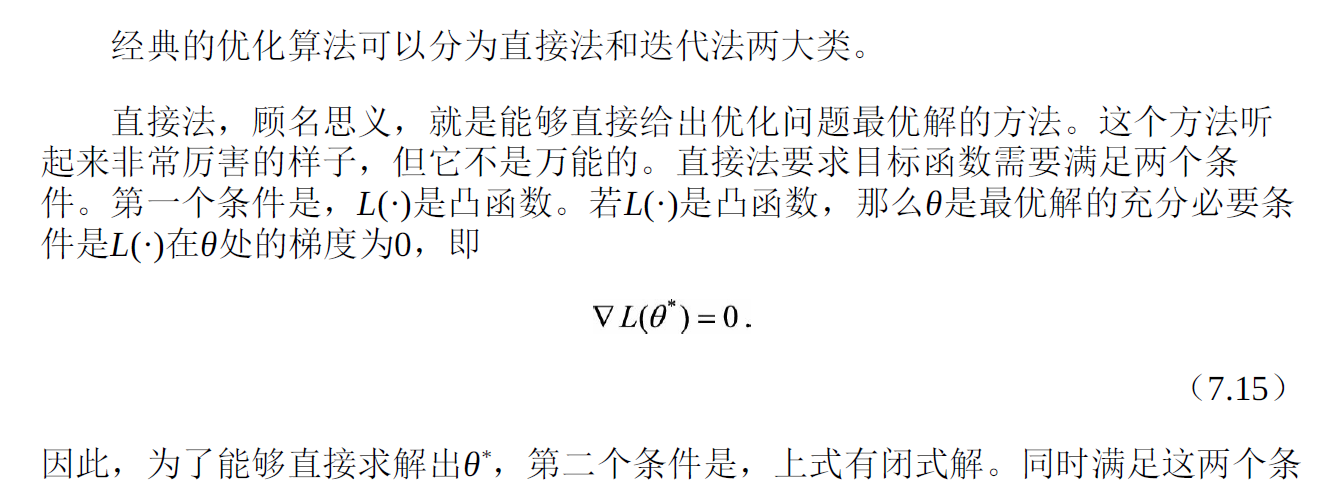 经典的优化算法可以分为直接法和迭代法两大类。
直接法，顾名思义，就是能够直接给出优化问题最优解的方法。这个方法听
起来非常厉害的样子，但它不是万能的。直接法要求目标函数需要满足两个条
件。第一个条件是，L(·)是凸函数。若L(·)是凸函数，那么θ是最优解的充分必要条
件是L(·)在θ处的梯度为0，即
∇L(θ*)=0.
（7.15）
因此，为了能够直接求解出θ*，第二个条件是，上式有闭式解。同时满足这两个条